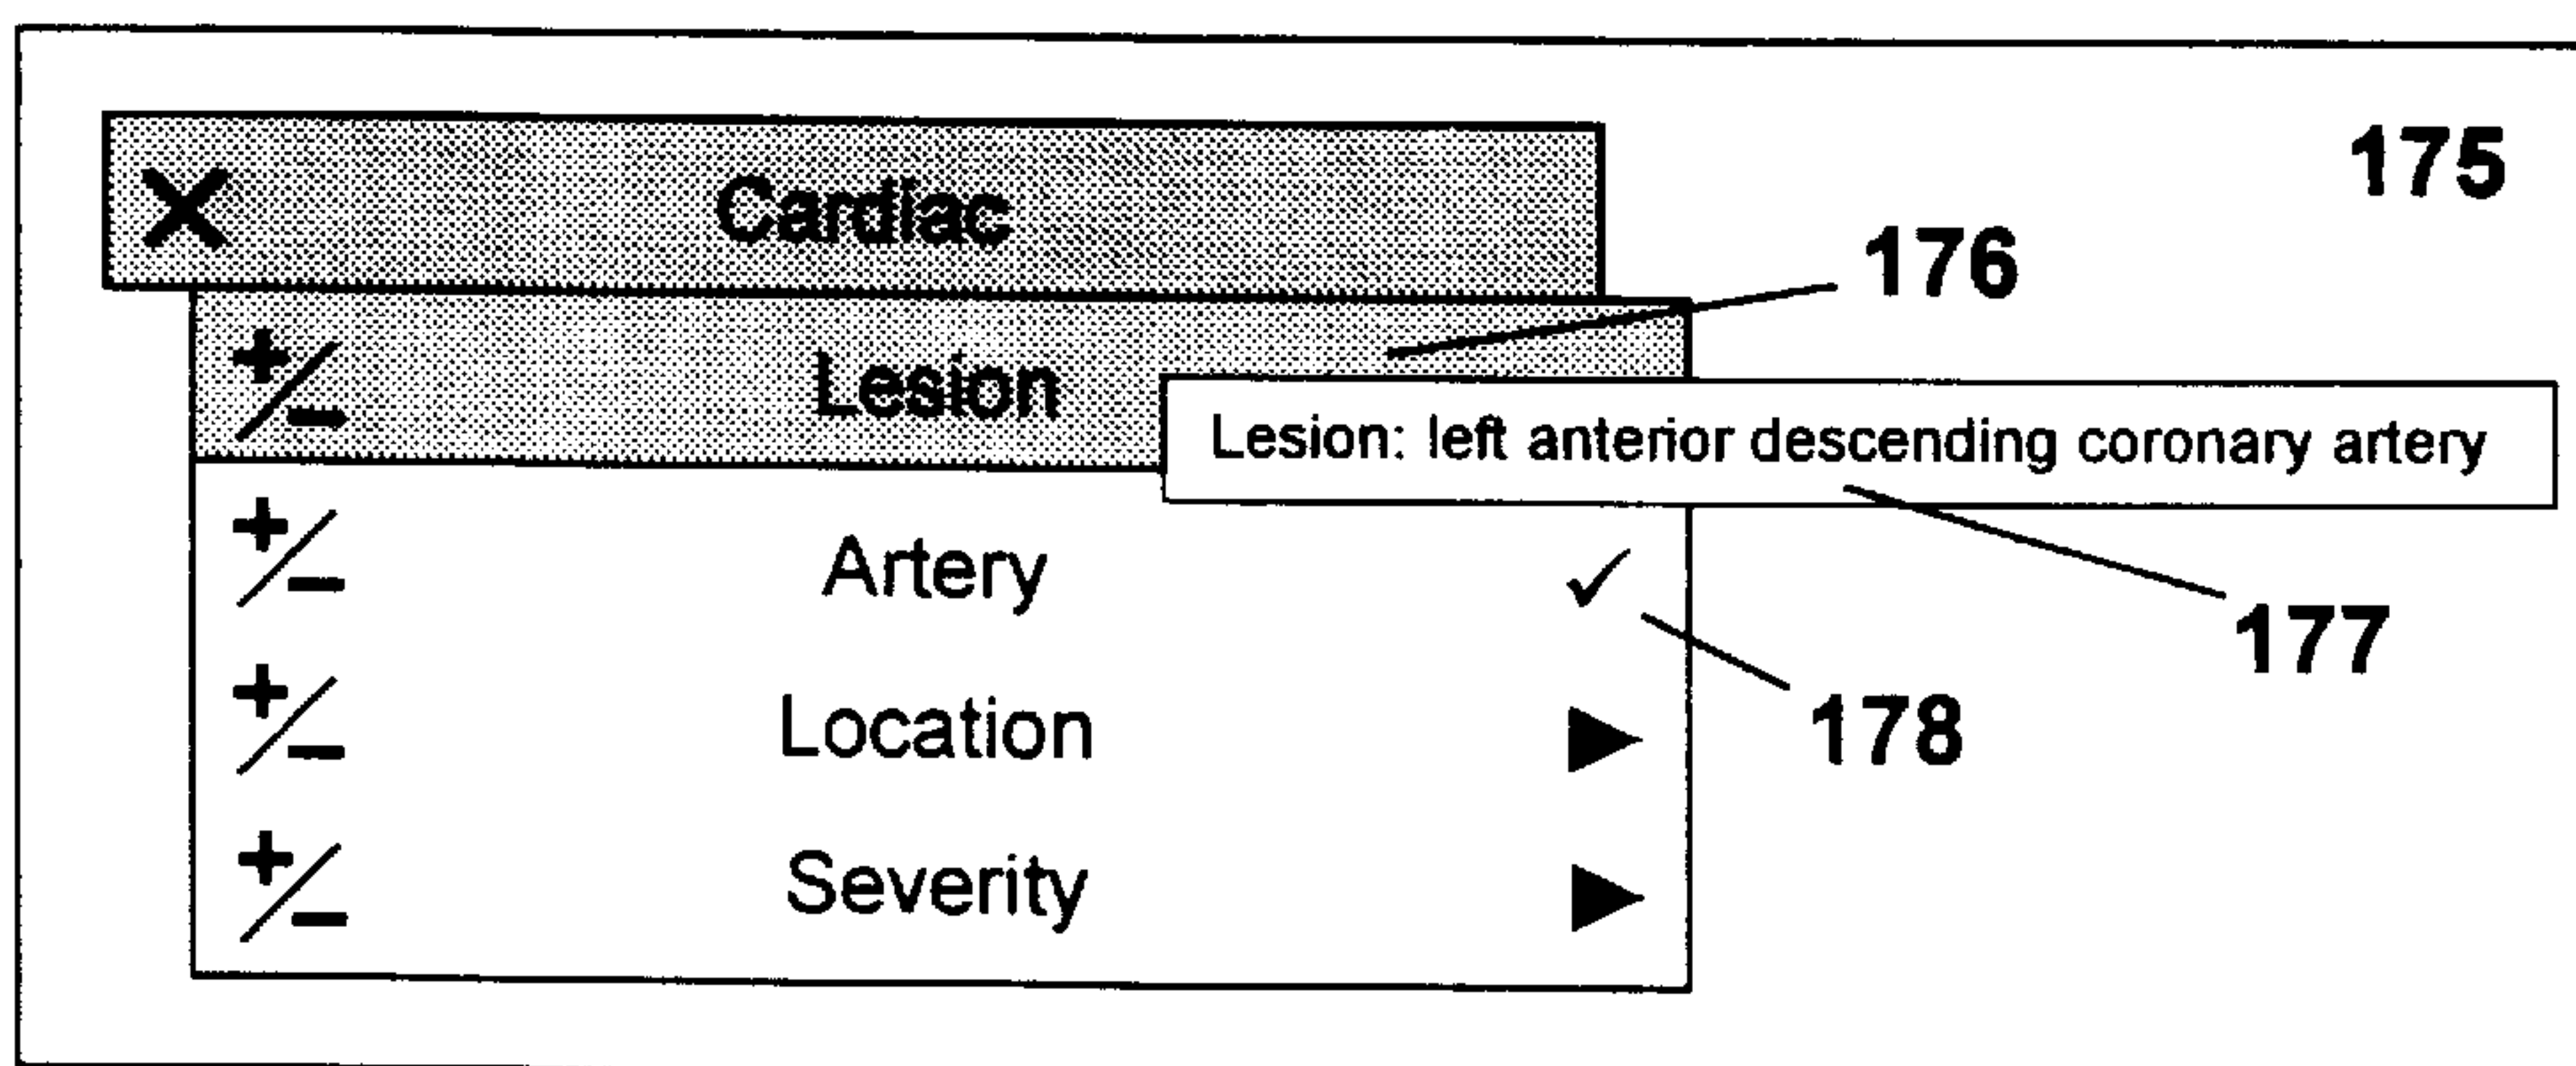 175
Cardiac
176
Lesion
Lesion: left anterior descending coronary artery
Artery ✓
177
Location
178
Severity